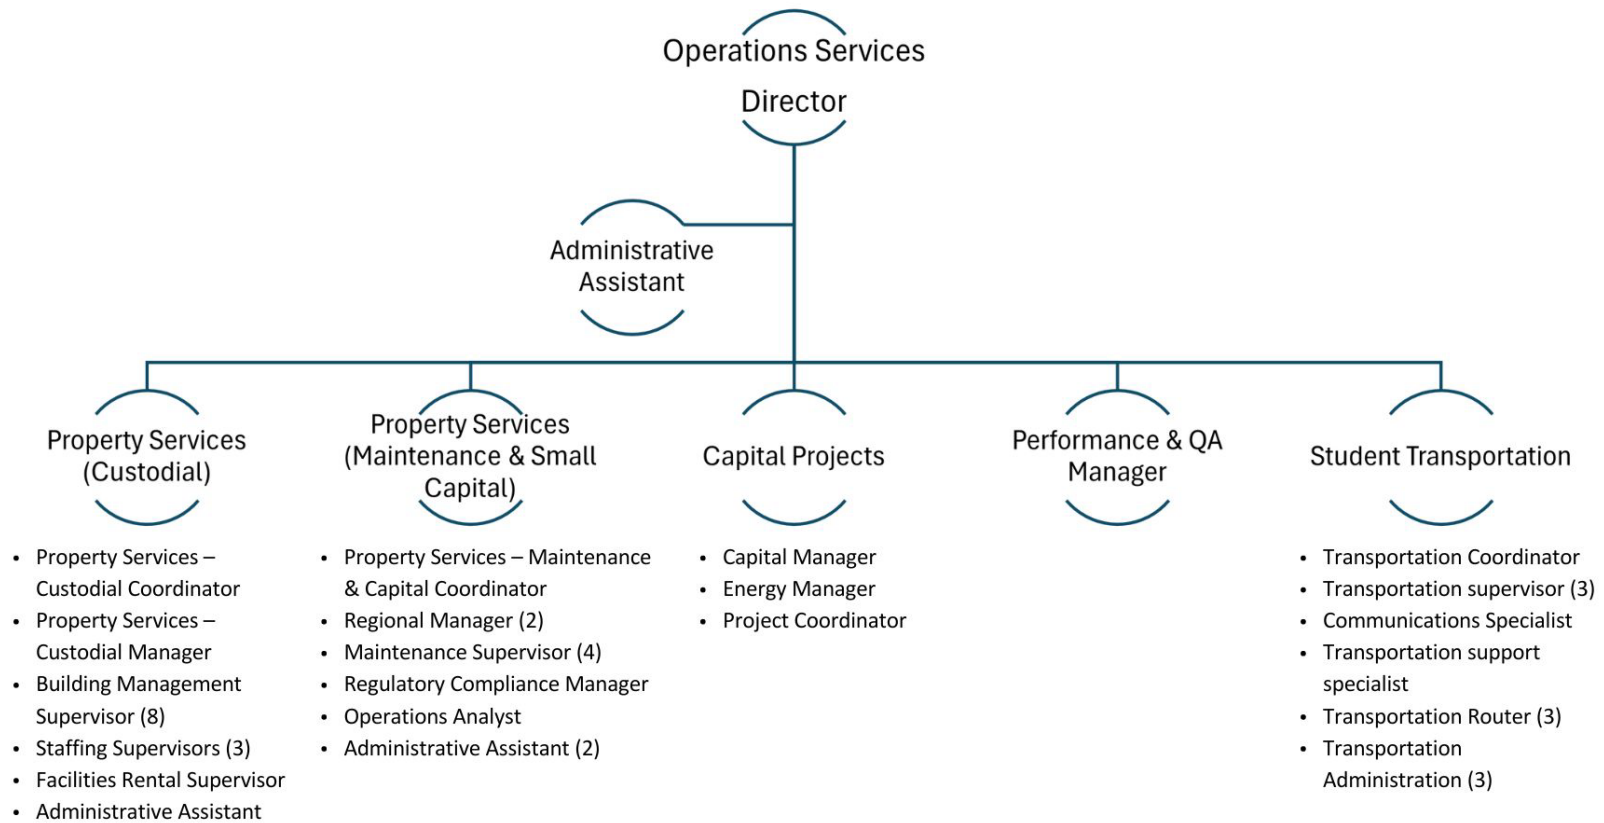 Operations Services
Director
Administrative
Assistant
Property Services
(Custodial)
• Property Services –
Custodial Coordinator
• Property Services –
Custodial Manager
• Building Management
Supervisor (8)
• Staffing Supervisors (3)
• Facilities Rental Supervisor
• Administrative Assistant
Property Services
(Maintenance & Small
Capital)
• Property Services – Maintenance
& Capital Coordinator
• Regional Manager (2)
• Maintenance Supervisor (4)
• Regulatory Compliance Manager
• Operations Analyst
• Administrative Assistant (2)
Capital Projects
• Capital Manager
• Energy Manager
• Project Coordinator
Performance & QA
Manager
Student Transportation
• Transportation Coordinator
• Transportation supervisor (3)
• Communications Specialist
• Transportation support
specialist
• Transportation Router (3)
• Transportation
Administration (3)